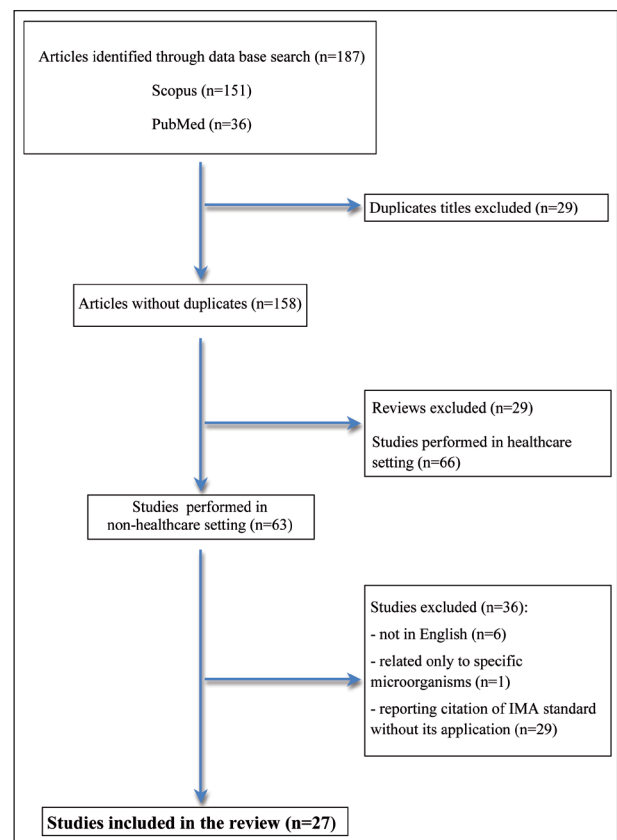 Articles identified through data base search (n=187)
Scopus (n=151)
PubMed (n=36)
Duplicates titles excluded (n=29)
Articles without duplicates (n=158)
Reviews excluded (n=29)
Studies performed in healthcare
setting (n=66)
Studies performed in
non-healthcare setting (n=63)
Studies excluded (n=36):
- not in English (n=6)
- related only to specific
microorganisms (n=1)
- reporting citation of IMA standard
without its application (n=29)
Studies included in the review (n=27)